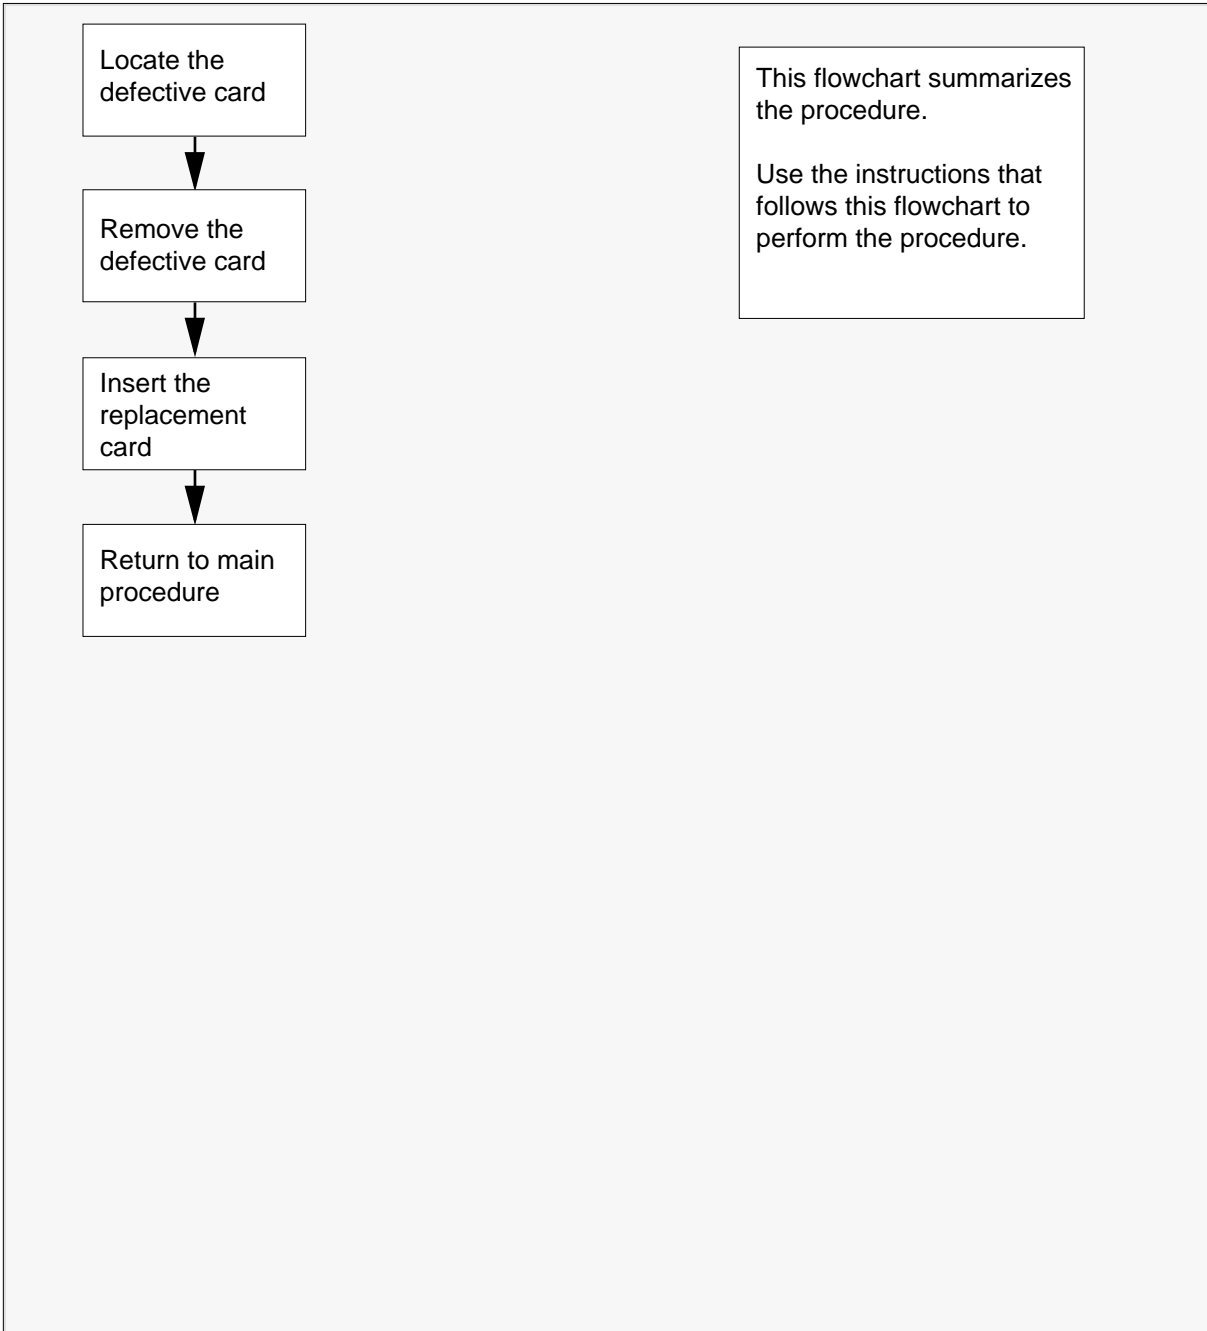 Locate the
defective card
Remove the
defective card
Insert the
replacement
card
Return to main
procedure
This flowchart summarizes
the procedure.
Use the instructions that
follows this flowchart to
perform the procedure.